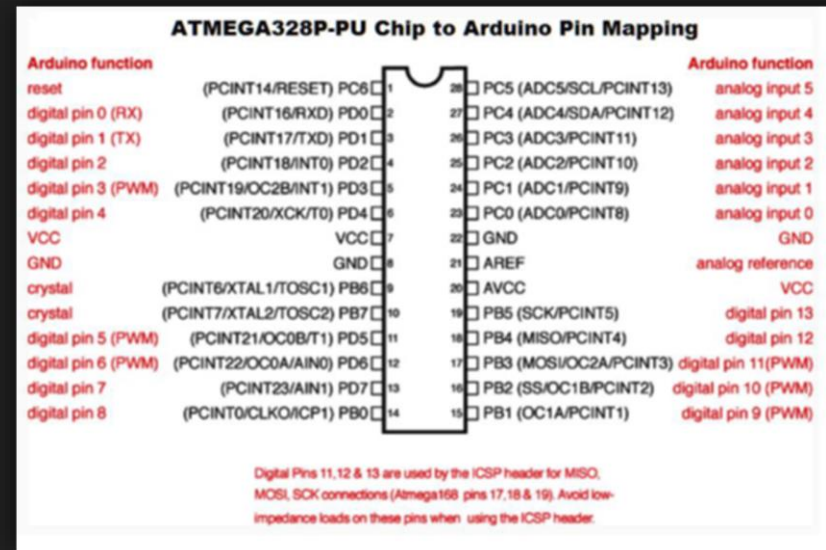 ATMEGA328P-PU Chip to Arduino Pin Mapping
Arduino function Arduino function
reset (PCINT14/RESET) PC6 1 28 PC5 (ADC5/SCL/PCINT13) analog input 5
digital pin 0 (RX) (PCINT16/RXD) PD0 2 27 PC4 (ADC4/SDA/PCINT12) analog input 4
digital pin 1 (TX) (PCINT17/TXD) PD1 3 26 PC3 (ADC3/PCINT11) analog input 3
digital pin 2 (PCINT18/INT0) PD2 4 25 PC2 (ADC2/PCINT10) analog input 2
digital pin 3 (PWM) (PCINT19/OC2B/INT1) PD3 5 24 PC1 (ADC1/PCINT9) analog input 1
digital pin 4 (PCINT20/XCK/T0) PD4 6 23 PC0 (ADC0/PCINT8) analog input 0
VCC VCC 7 22 GND GND
GND GND 8 21 AREF analog reference
crystal (PCINT6/XTAL1/TOSC1) PB6 9 20 AVCC VCC
crystal (PCINT7/XTAL2/TOSC2) PB7 10 19 PB5 (SCK/PCINT5) digital pin 13
digital pin 5 (PWM) (PCINT21/OC0B/T1) PD5 11 18 PB4 (MISO/PCINT4) digital pin 12
digital pin 6 (PWM) (PCINT22/OC0A/AIN0) PD6 12 17 PB3 (MOSI/OC2A/PCINT3) digital pin 11(PWM)
digital pin 7 (PCINT23/AIN1) PD7 13 16 PB2 (SS/OC1B/PCINT2) digital pin 10 (PWM)
digital pin 8 (PCINT0/CLKO/ICP1) PB0 14 15 PB1 (OC1A/PCINT1) digital pin 9 (PWM)
Digital Pins 11,12 & 13 are used by the ICSP header for MISO,
MOSI, SCK connections (Atmega168 pins 17,18 & 19). Avoid low-
impedance loads on these pins when using the ICSP header.